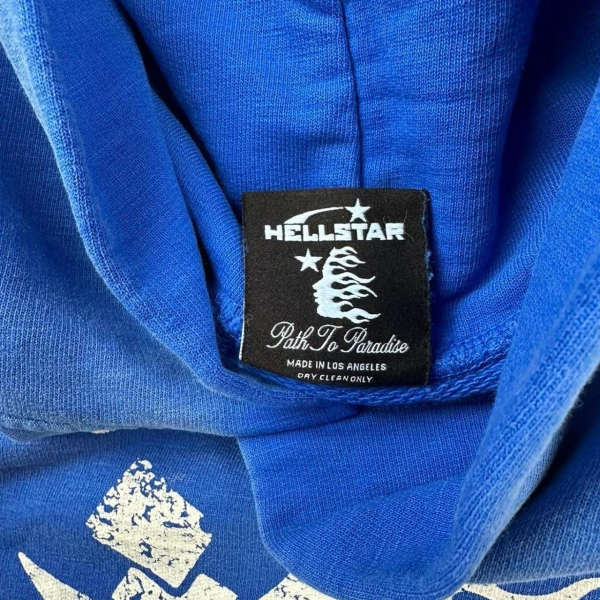 HELLSTAR
Path To Paradise
MADE IN LOS ANGELES
DRY CLEAN ONLY